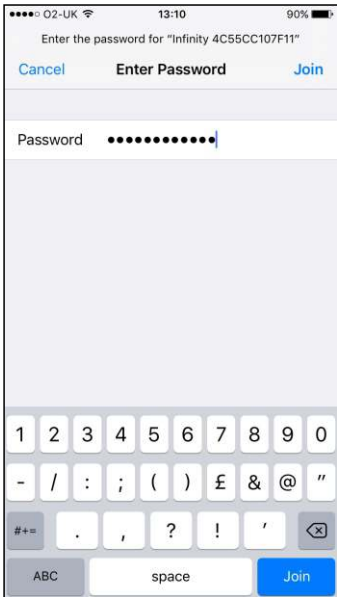 O2-UK 13:10 90%
Enter the password for "Infinity 4C55CC107F11"
Cancel Enter Password Join
Password ●●●●●●●●●●●●
1 2 3 4 5 6 7 8 9 0
- / : ; ( ) £ & @ "
#+= . , ? ! '
ABC space Join